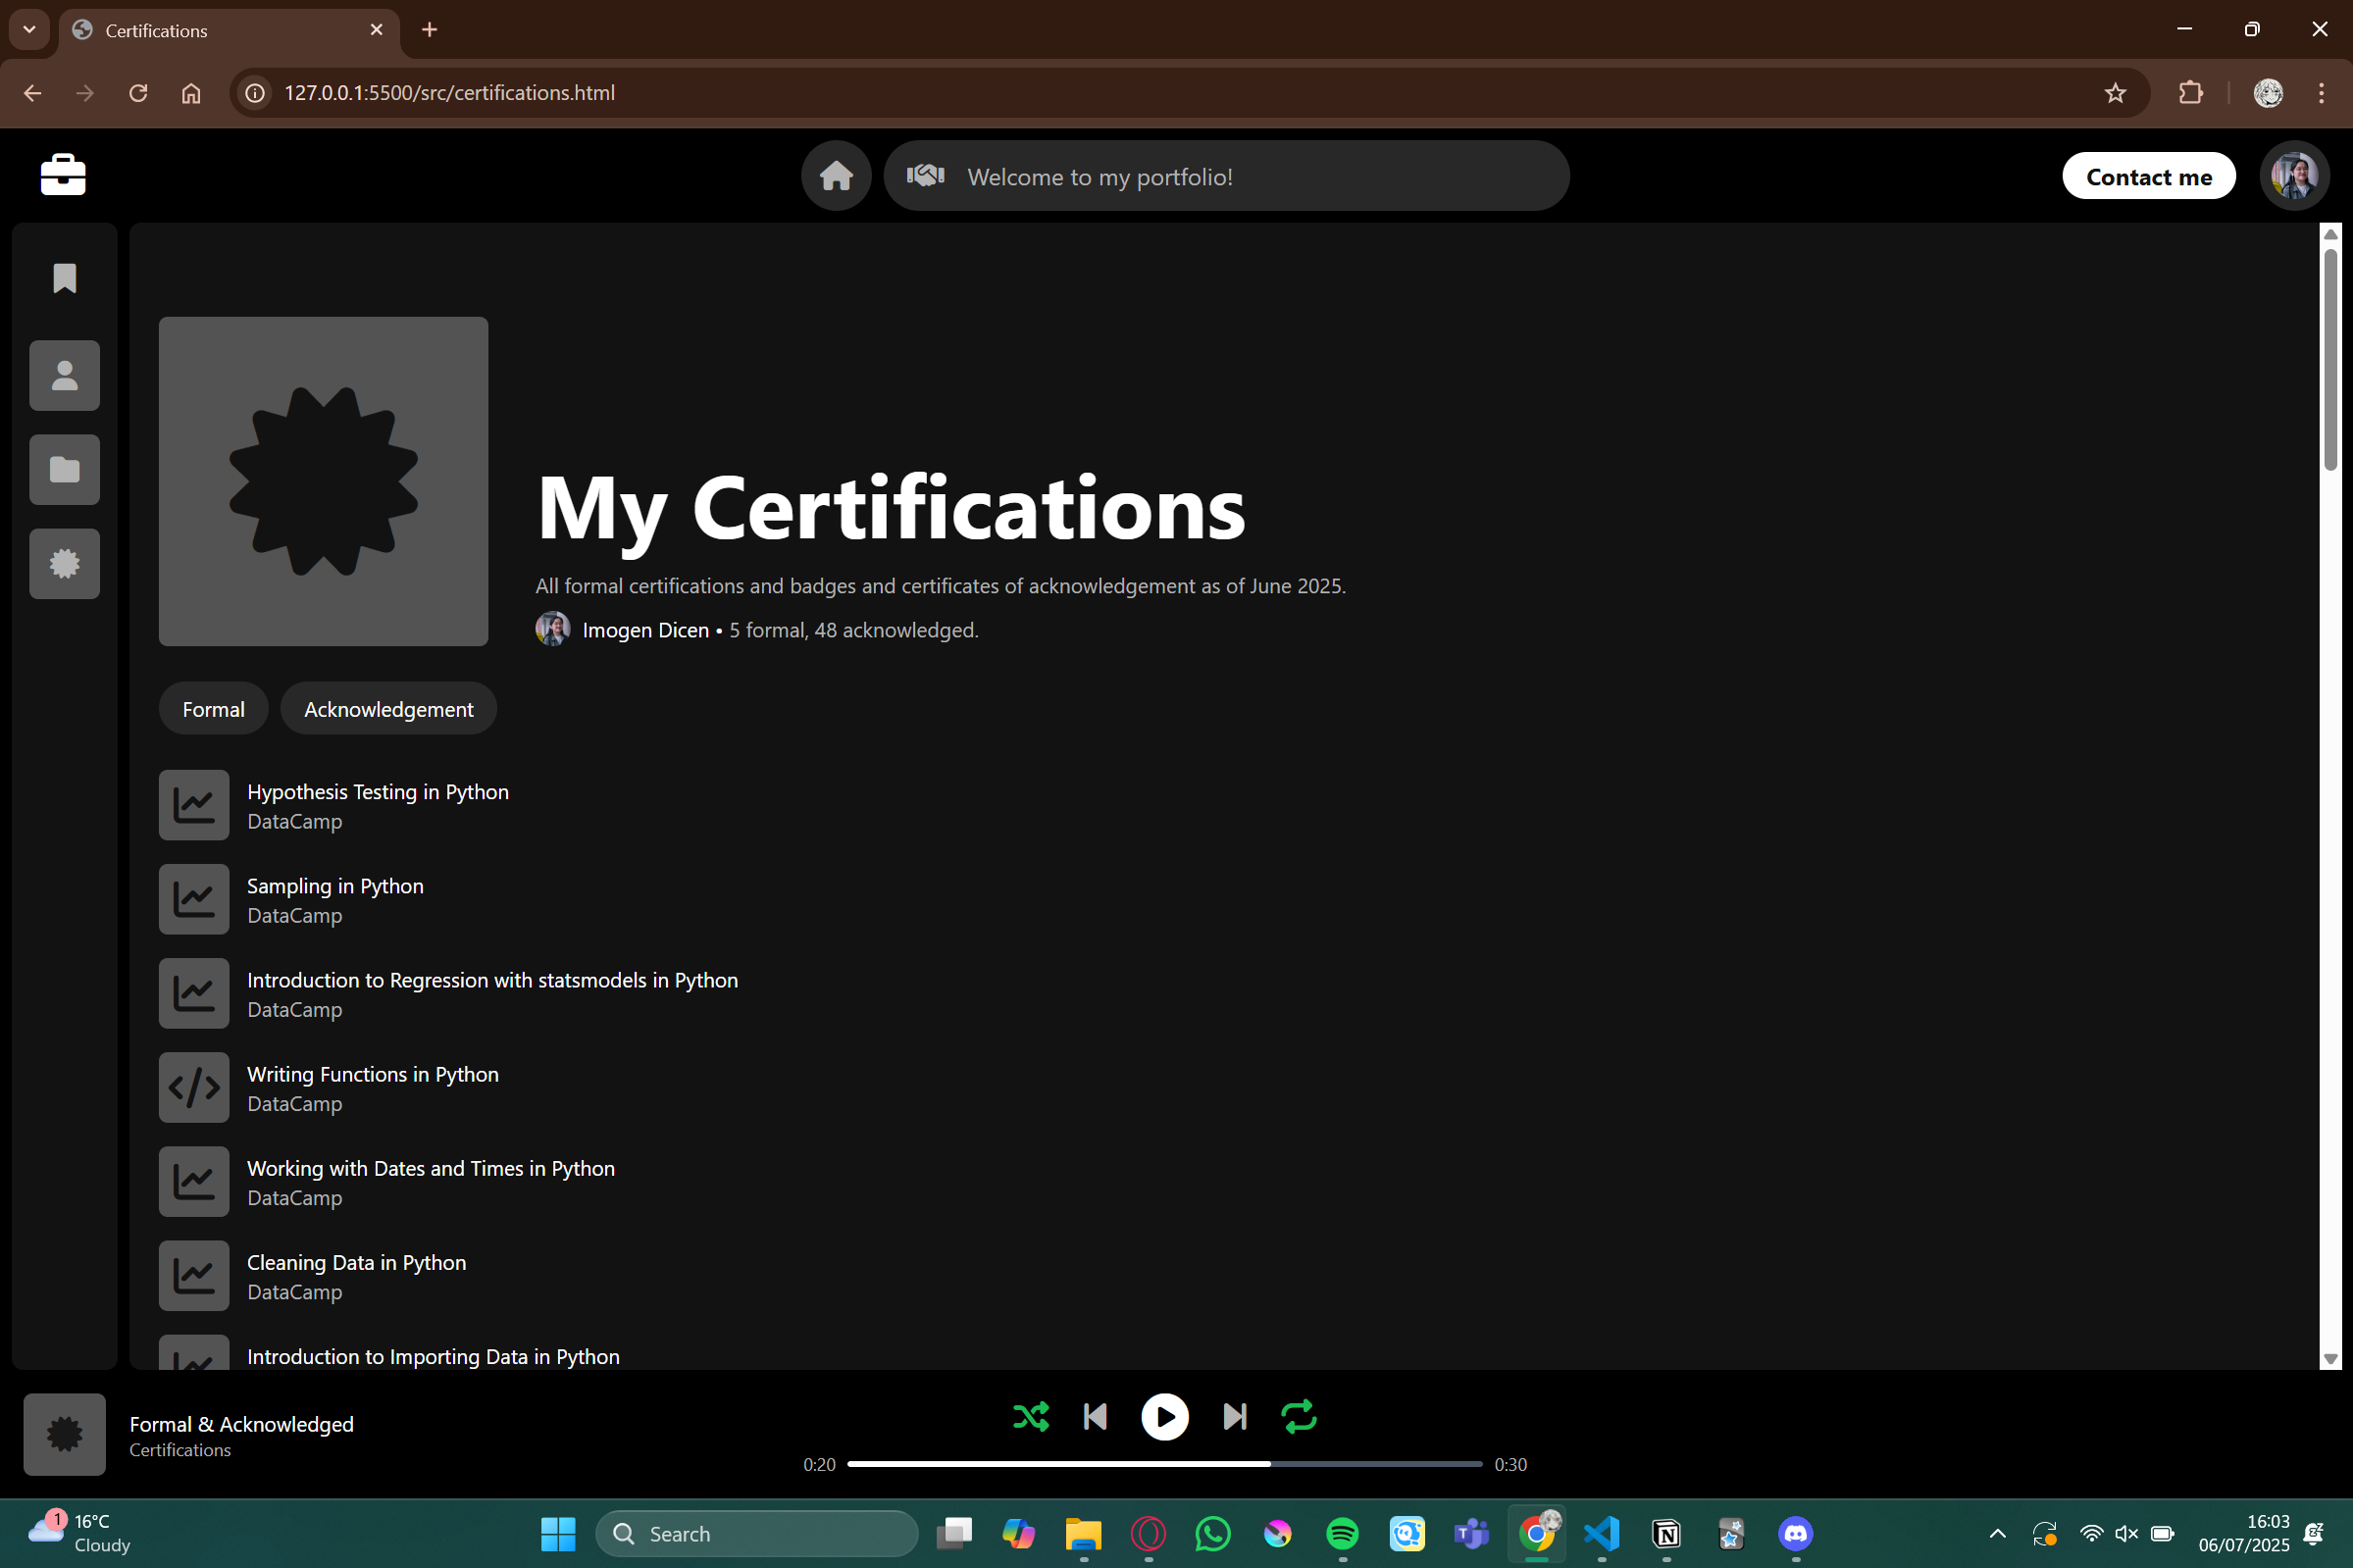 Certifications
127.0.0.1:5500/src/certifications.html
Welcome to my portfolio!
Contact me
My Certifications
All formal certifications and badges and certificates of acknowledgement as of June 2025.
Imogen Dicen • 5 formal, 48 acknowledged.
Formal
Acknowledgement
Hypothesis Testing in Python
DataCamp
Sampling in Python
DataCamp
Introduction to Regression with statsmodels in Python
DataCamp
Writing Functions in Python
DataCamp
Working with Dates and Times in Python
DataCamp
Cleaning Data in Python
DataCamp
Introduction to Importing Data in Python
Formal & Acknowledged
Certifications
0:20
0:30
1
16°C
Cloudy
Search
16:03
06/07/2025